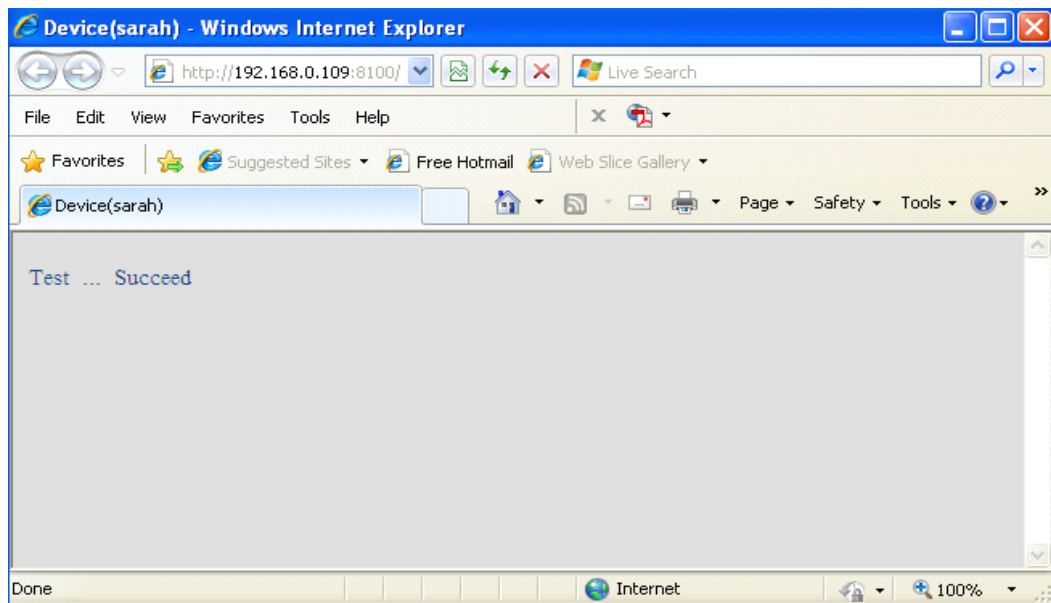 Device(sarah) - Windows Internet Explorer
http://192.168.0.109:8100/ Live Search
File Edit View Favorites Tools Help
Favorites Suggested Sites Free Hotmail Web Slice Gallery
Device(sarah) Page Safety Tools »
Test ... Succeed
Done Internet 100%